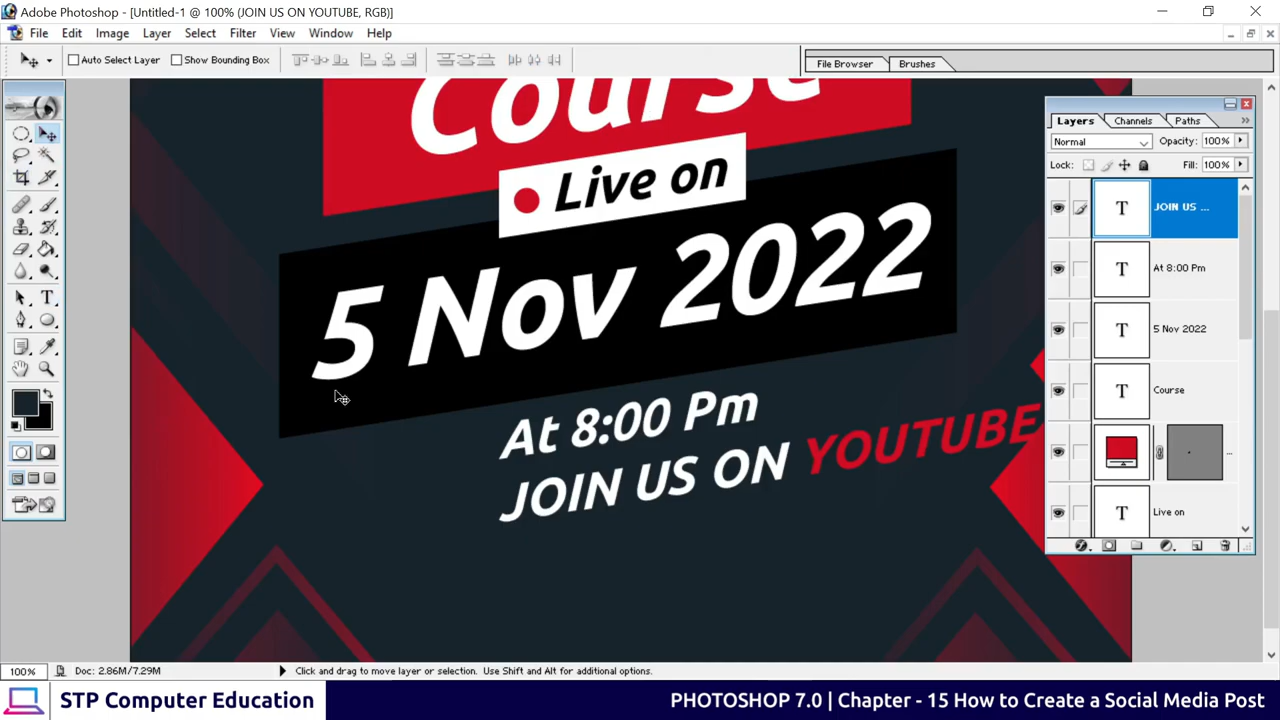 Adobe Photoshop - [Untitled-1 @ 100% (JOIN US ON YOUTUBE, RGB)]
File Edit Image Layer Select Filter View Window Help
Auto Select Layer Show Bounding Box
File Browser Brushes
Course
Live on
5 Nov 2022
At 8:00 Pm
JOIN US ON YOUTUBE
Layers Channels Paths
Normal Opacity: 100%
Lock: Fill: 100%
T JOIN US ...
T At 8:00 Pm
T 5 Nov 2022
T Course
T Live on
100% Doc: 2.86M/7.29M Click and drag to move layer or selection. Use Shift and Alt for additional options.
STP Computer Education
PHOTOSHOP 7.0 | Chapter - 15 How to Create a Social Media Post